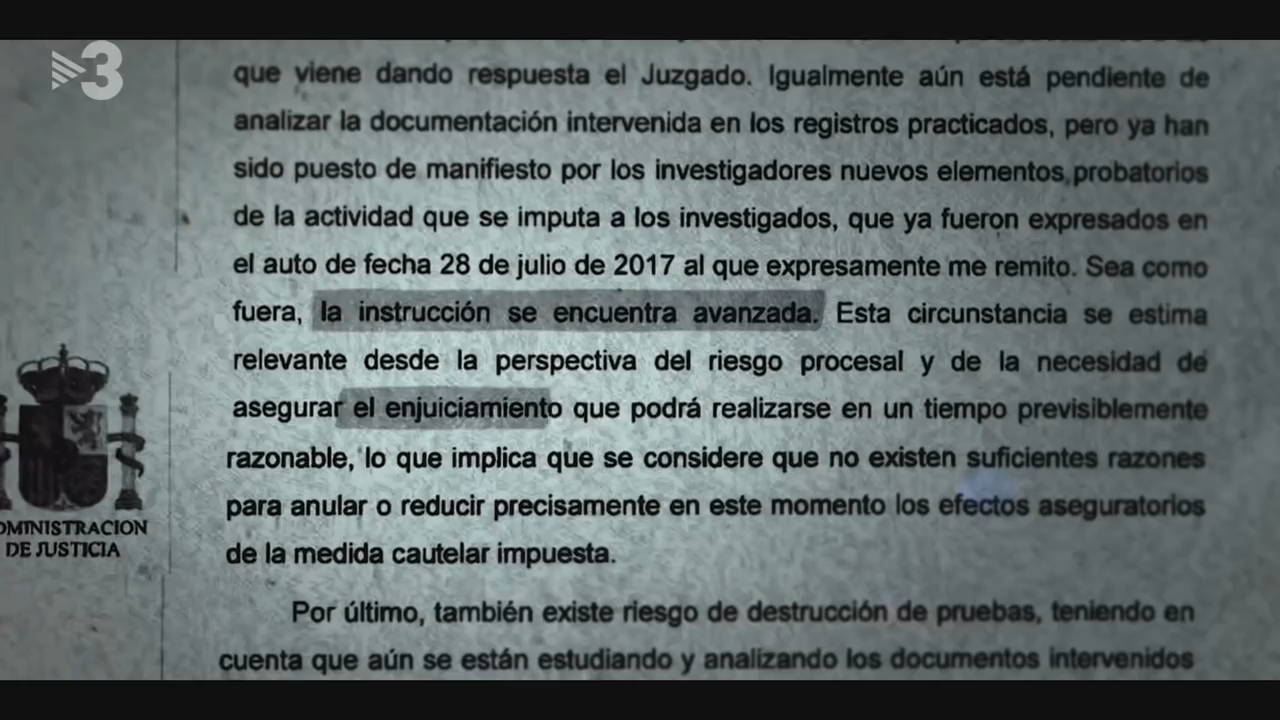 3
que viene dando respuesta el Juzgado. Igualmente aún está pendiente de
analizar la documentación intervenida en los registros practicados, pero ya han
sido puesto de manifiesto por los investigadores nuevos elementos probatorios
de la actividad que se imputa a los investigados, que ya fueron expresados en
el auto de fecha 28 de julio de 2017 al que expresamente me remito. Sea como
fuera, la instrucción se encuentra avanzada. Esta circunstancia se estima
relevante desde la perspectiva del riesgo procesal y de la necesidad de
asegurar el enjuiciamiento que podrá realizarse en un tiempo previsiblemente
razonable, lo que implica que se considere que no existen suficientes razones
para anular o reducir precisamente en este momento los efectos aseguratorios
de la medida cautelar impuesta.
Por último, también existe riesgo de destrucción de pruebas, teniendo en
cuenta que aún se están estudiando y analizando los documentos intervenidos
DMINISTRACION
DE JUSTICIA